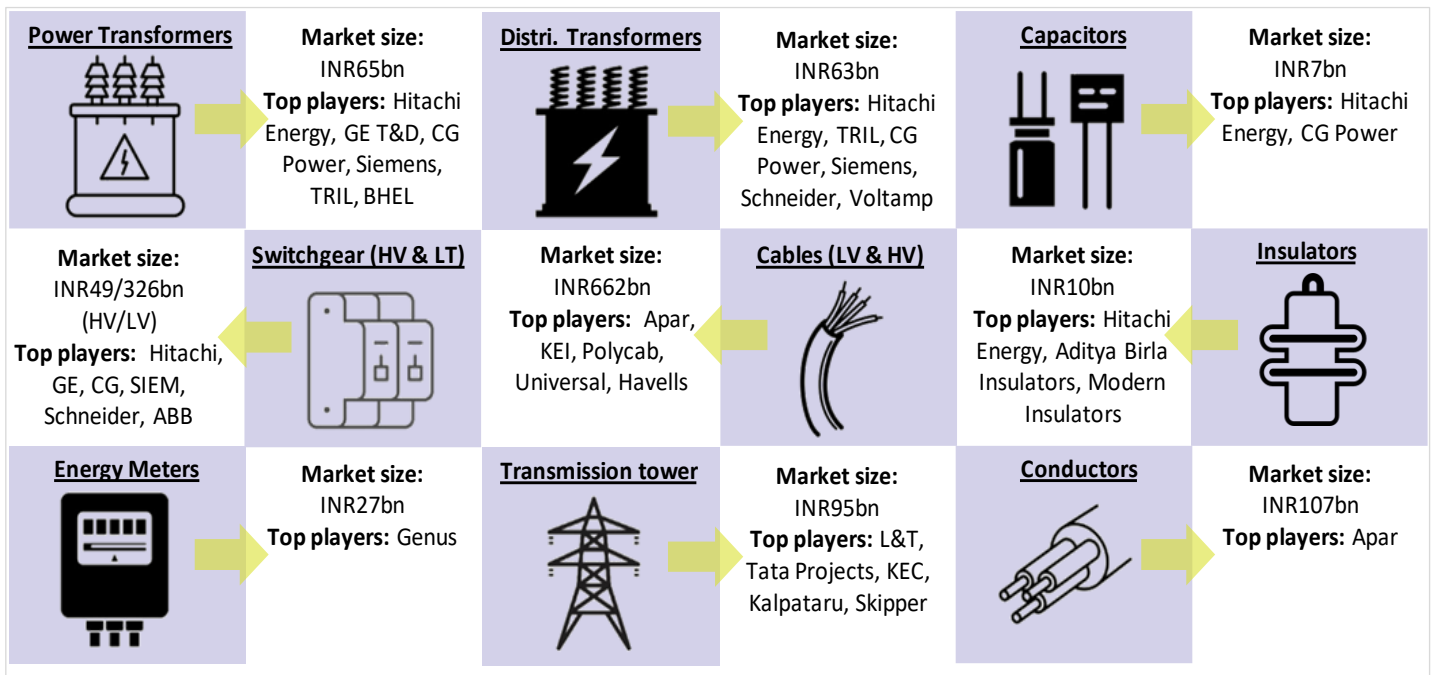 Power Transformers
Market size:
INR65bn
Top players: Hitachi
Energy, GE T&D, CG
Power, Siemens,
TRIL, BHEL
Distri. Transformers
Market size:
INR63bn
Top players: Hitachi
Energy, TRIL, CG
Power, Siemens,
Schneider, Voltamp
Capacitors
Market size:
INR7bn
Top players: Hitachi
Energy, CG Power
Market size:
INR49/326bn
(HV/LV)
Top players: Hitachi,
GE, CG, SIEM,
Schneider, ABB
Switchgear (HV & LT)
Market size:
INR662bn
Top players: Apar,
KEI, Polycab,
Universal, Havells
Cables (LV & HV)
Market size:
INR10bn
Top players: Hitachi
Energy, Aditya Birla
Insulators, Modern
Insulators
Insulators
Energy Meters
Market size:
INR27bn
Top players: Genus
Transmission tower
Market size:
INR95bn
Top players: L&T,
Tata Projects, KEC,
Kalpataru, Skipper
Conductors
Market size:
INR107bn
Top players: Apar